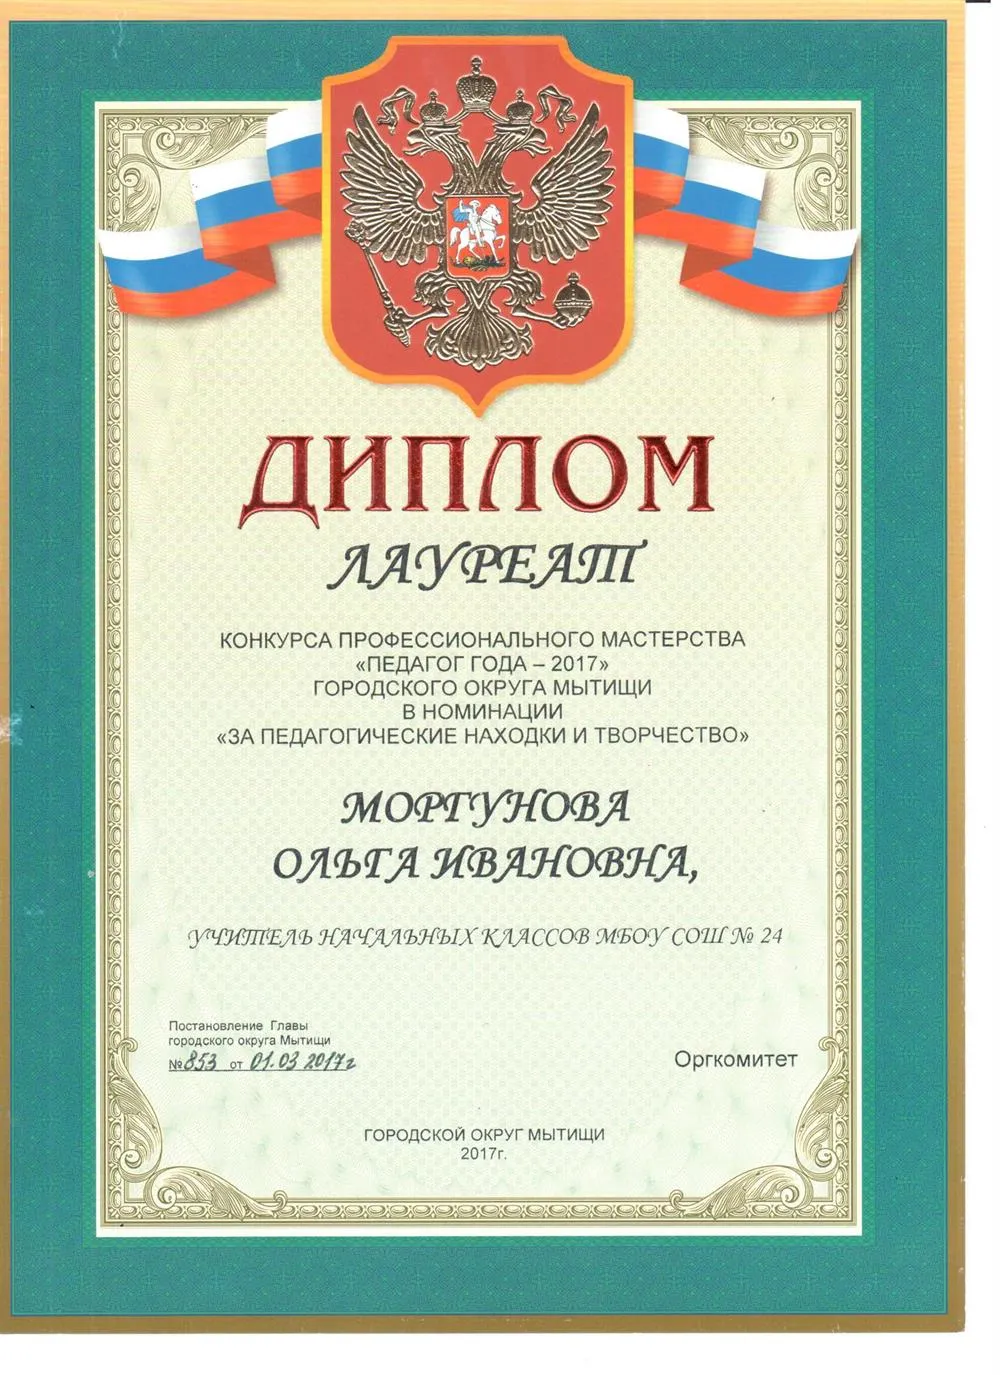 ДИПЛОМ
ЛАУРЕАТ
КОНКУРСА ПРОФЕССИОНАЛЬНОГО МАСТЕРСТВА
«ПЕДАГОГ ГОДА – 2017»
ГОРОДСКОГО ОКРУГА МЫТИЩИ
В НОМИНАЦИИ
«ЗА ПЕДАГОГИЧЕСКИЕ НАХОДКИ И ТВОРЧЕСТВО»
МОРГУНОВА
ОЛЬГА ИВАНОВНА,
УЧИТЕЛЬ НАЧАЛЬНЫХ КЛАССОВ МБОУ СОШ № 24
Постановление Главы
городского округа Мытищи
№853 от 01.03 2017г
Оргкомитет
ГОРОДСКОЙ ОКРУГ МЫТИЩИ
2017г.